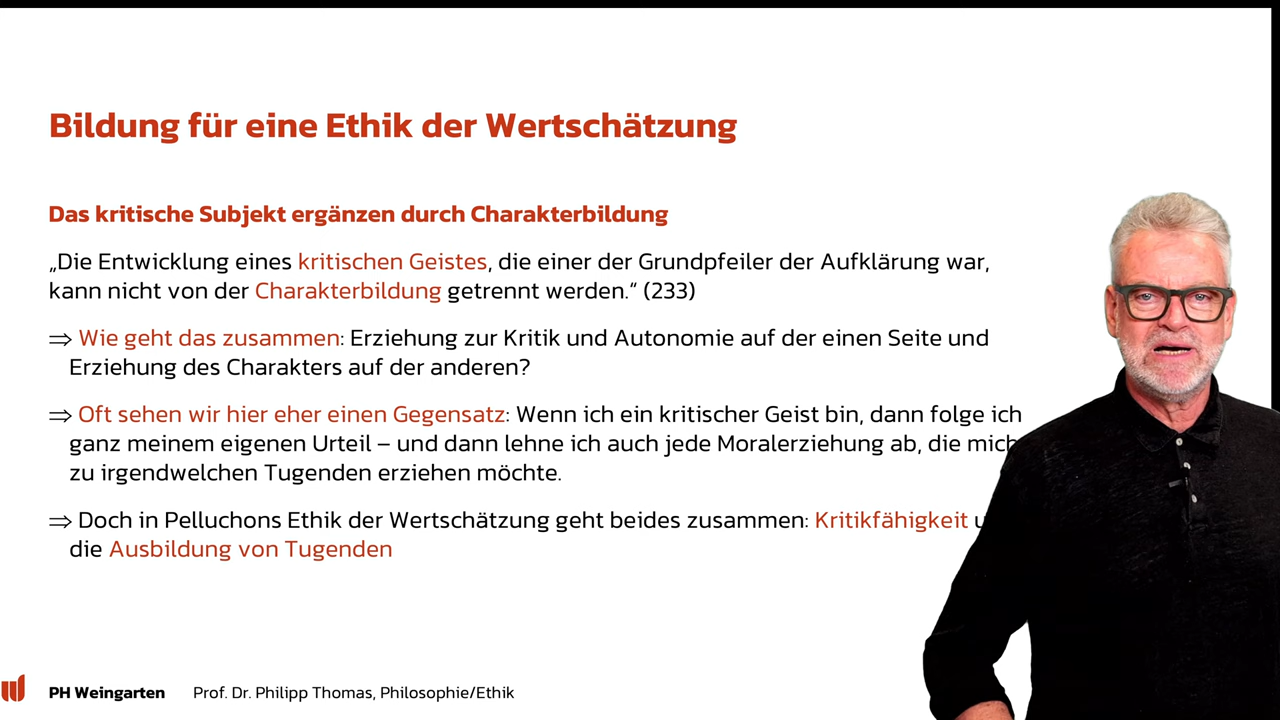 Bildung für eine Ethik der Wertschätzung
Das kritische Subjekt ergänzen durch Charakterbildung
„Die Entwicklung eines kritischen Geistes, die einer der Grundpfeiler der Aufklärung war,
kann nicht von der Charakterbildung getrennt werden.“ (233)
⇒ Wie geht das zusammen: Erziehung zur Kritik und Autonomie auf der einen Seite und
Erziehung des Charakters auf der anderen?
⇒ Oft sehen wir hier eher einen Gegensatz: Wenn ich ein kritischer Geist bin, dann folge ich
ganz meinem eigenen Urteil – und dann lehne ich auch jede Moralerziehung ab, die mich
zu irgendwelchen Tugenden erziehen möchte.
⇒ Doch in Pelluchons Ethik der Wertschätzung geht beides zusammen: Kritikfähigkeit
die Ausbildung von Tugenden
PH Weingarten Prof. Dr. Philipp Thomas, Philosophie/Ethik